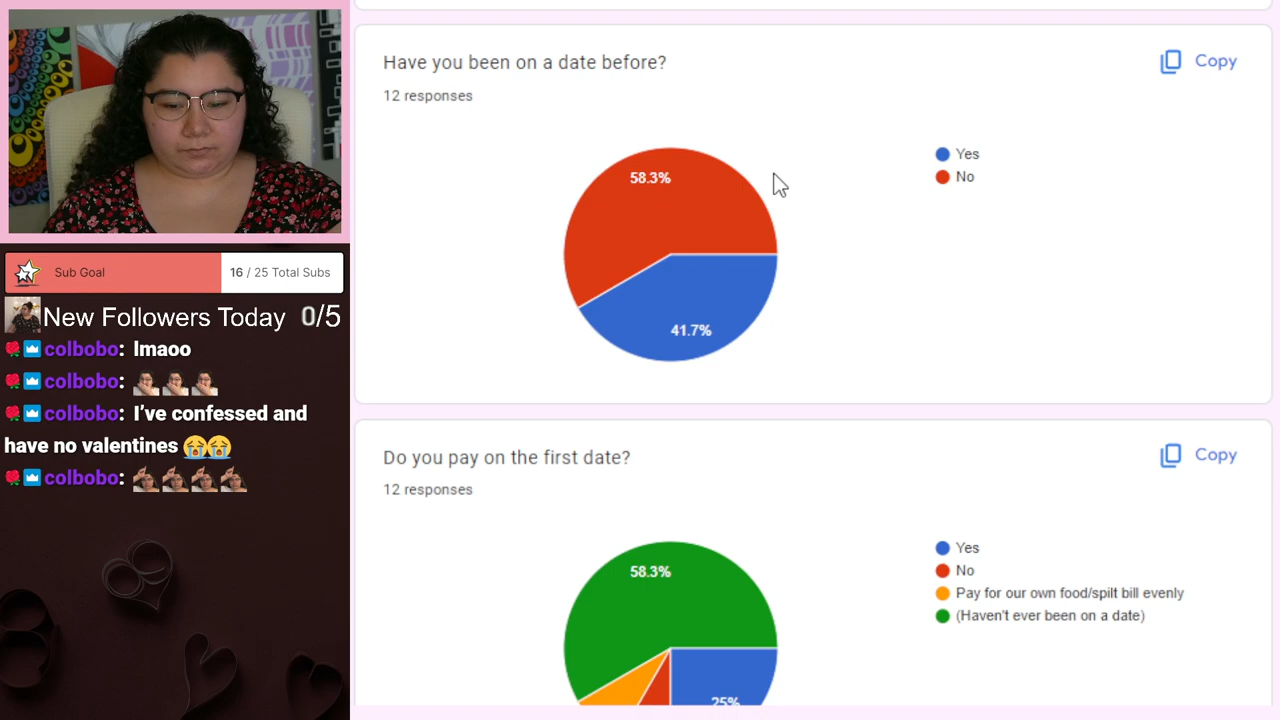 Sub Goal
16 / 25 Total Subs
New Followers Today 0/5
colbobo: lmaoo
colbobo:
colbobo: I've confessed and
have no valentines 😭😭
colbobo:
Have you been on a date before?
Copy
12 responses
58.3%
41.7%
Yes
No
Do you pay on the first date?
Copy
12 responses
58.3%
25%
Yes
No
Pay for our own food/spilt bill evenly
(Haven't ever been on a date)